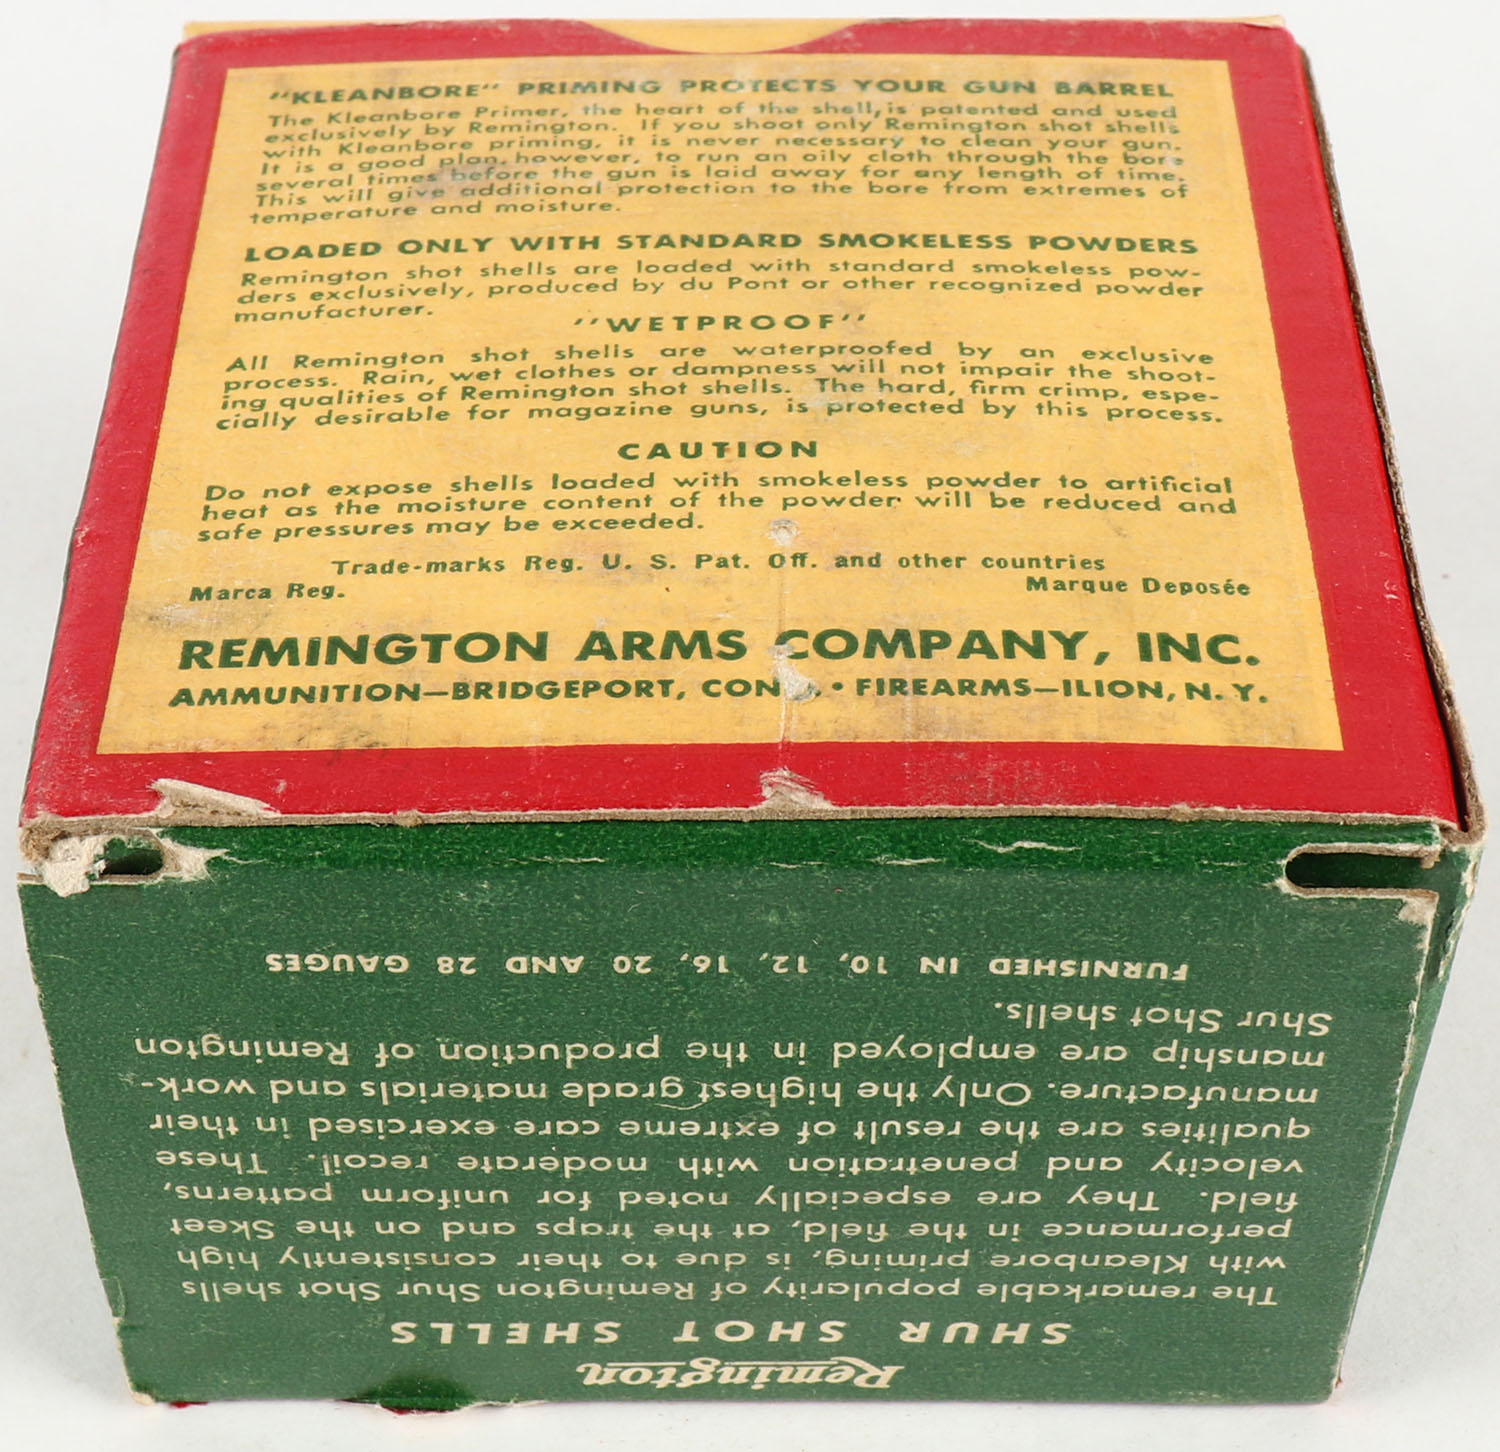 "KLEANBORE" PRIMING PROTECTS YOUR GUN BARREL
The Kleanbore Primer, the heart of the shell, is patented and used
exclusively by Remington. If you shoot only Remington shot shells
with Kleanbore priming, it is never necessary to clean your gun.
It is a good plan, however, to run an oily cloth through the bore
several times before the gun is laid away for any length of time.
This will give additional protection to the bore from extremes of
temperature and moisture.
LOADED ONLY WITH STANDARD SMOKELESS POWDERS
Remington shot shells are loaded with standard smokeless pow-
ders exclusively, produced by du Pont or other recognized powder
manufacturer.
"WETPROOF"
All Remington shot shells are waterproofed by an exclusive
process. Rain, wet clothes or dampness will not impair the shoot-
ing qualities of Remington shot shells. The hard, firm crimp, espe-
cially desirable for magazine guns, is protected by this process.
CAUTION
Do not expose shells loaded with smokeless powder to artificial
heat as the moisture content of the powder will be reduced and
safe pressures may be exceeded.
Trade-marks Reg. U. S. Pat. Off. and other countries
Marca Reg. Marque Deposée
REMINGTON ARMS COMPANY, INC.
AMMUNITION—BRIDGEPORT, CON . • FIREARMS—ILION, N. Y.
Remington
SHUR SHOT SHELLS
The remarkable popularity of Remington Shur Shot shells
with Kleanbore priming, is due to their consistently high
performance in the field, at the traps and on the Skeet
field. They are especially noted for uniform patterns,
velocity and penetration with moderate recoil. These
qualities are the result of extreme care exercised in their
manufacture. Only the highest grade materials and work-
manship are employed in the production of Remington
Shur Shot shells.
FURNISHED IN 10, 12, 16, 20 AND 28 GAUGES